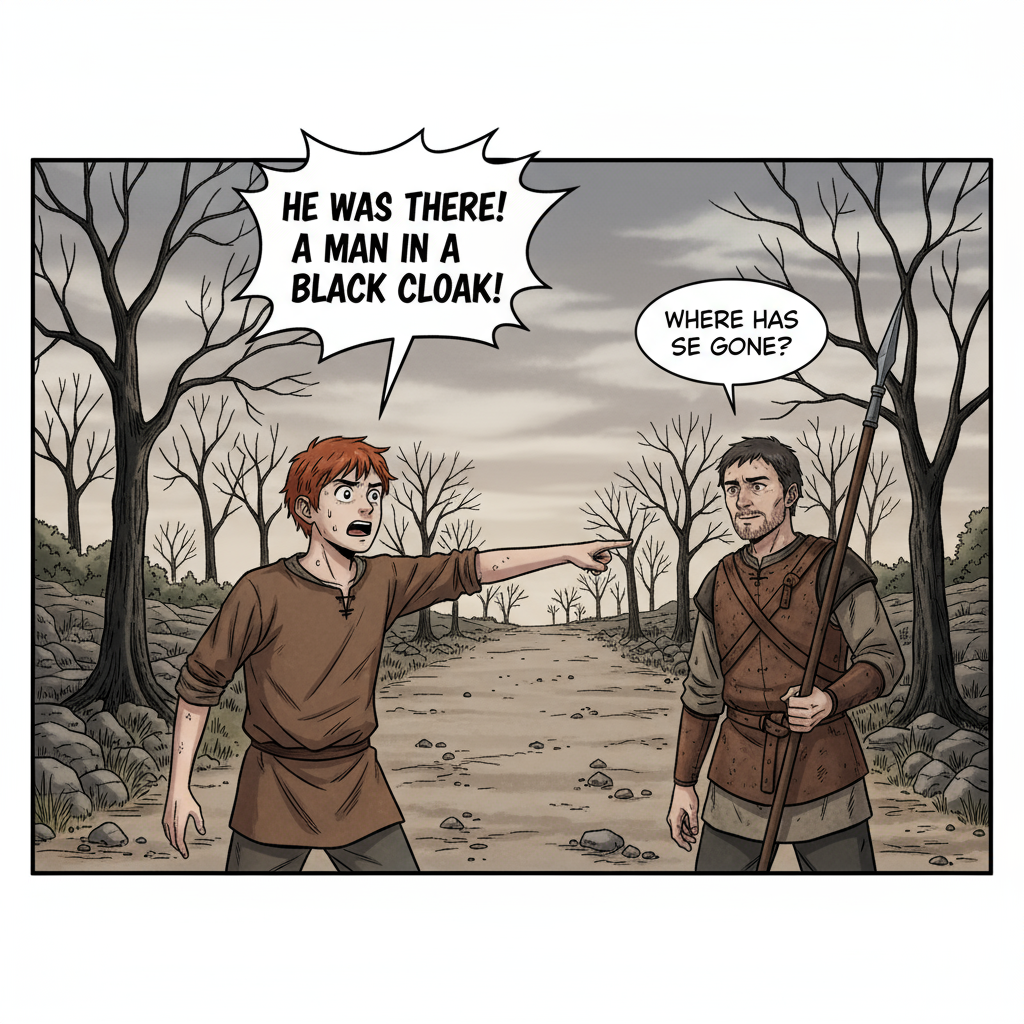 HE WAS THERE!
A MAN IN A
BLACK CLOAK!
WHERE HAS
SE GONE?